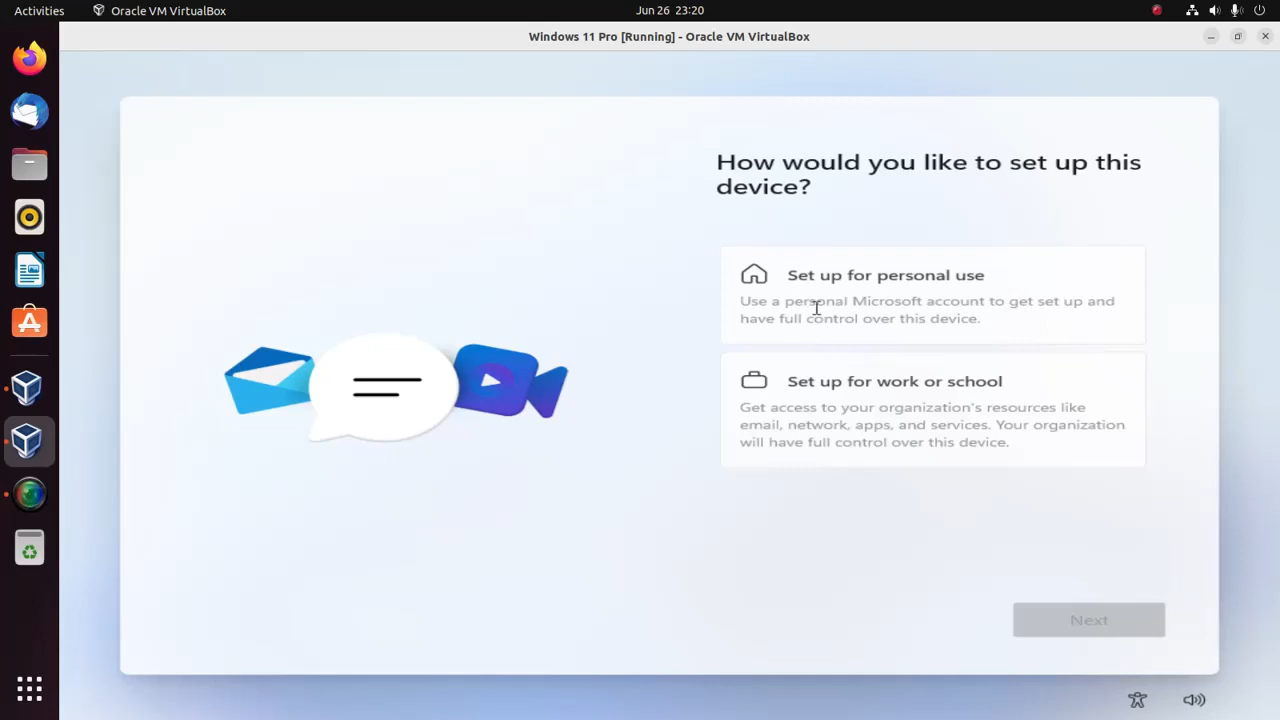 Activities
Oracle VM VirtualBox
Jun 26 23:20
Windows 11 Pro [Running] - Oracle VM VirtualBox
How would you like to set up this
device?
Set up for personal use
Use a personal Microsoft account to get set up and
have full control over this device.
Set up for work or school
Get access to your organization's resources like
email, network, apps, and services. Your organization
will have full control over this device.
Next